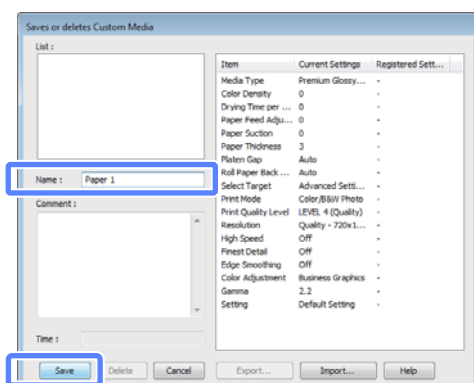 Saves or deletes Custom Media
List :
Item Current Settings Registered Sett...
Media Type Premium Glossy... -
Color Density 0 -
Drying Time per ... 0 -
Paper Feed Adju... 0 -
Paper Suction 0 -
Paper Thickness 3 -
Platen Gap Auto -
Roll Paper Back ... Auto -
Select Target Advanced Setti... -
Print Mode Color/B&W Photo -
Print Quality Level LEVEL 4 (Quality) -
Resolution Quality - 720x1... -
High Speed Off -
Finest Detail Off -
Edge Smoothing Off -
Color Adjustment Business Graphics -
Gamma 2.2 -
Setting Default Setting -
Name : Paper 1
Comment :
Time :
Save Delete Cancel Export... Import... Help